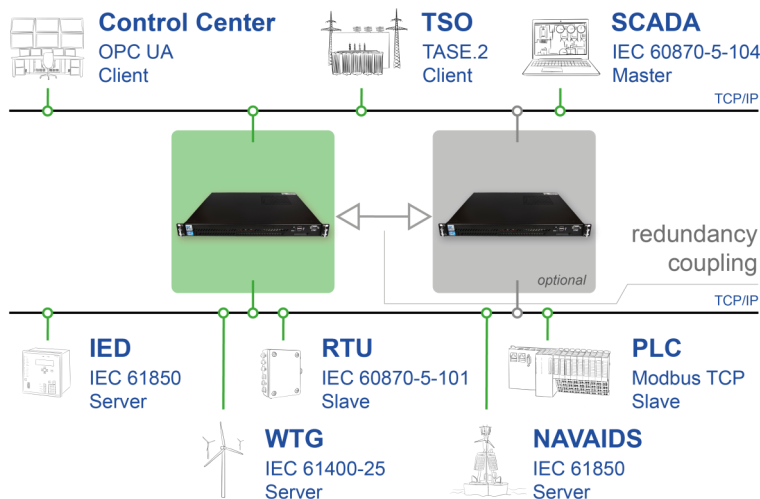 Control Center
OPC UA
Client
TSO
TASE.2
Client
SCADA
IEC 60870-5-104
Master
TCP/IP
redundancy
coupling
optional
TCP/IP
IED
IEC 61850
Server
RTU
IEC 60870-5-101
Slave
PLC
Modbus TCP
Slave
WTG
IEC 61400-25
Server
NAVAIDS
IEC 61850
Server